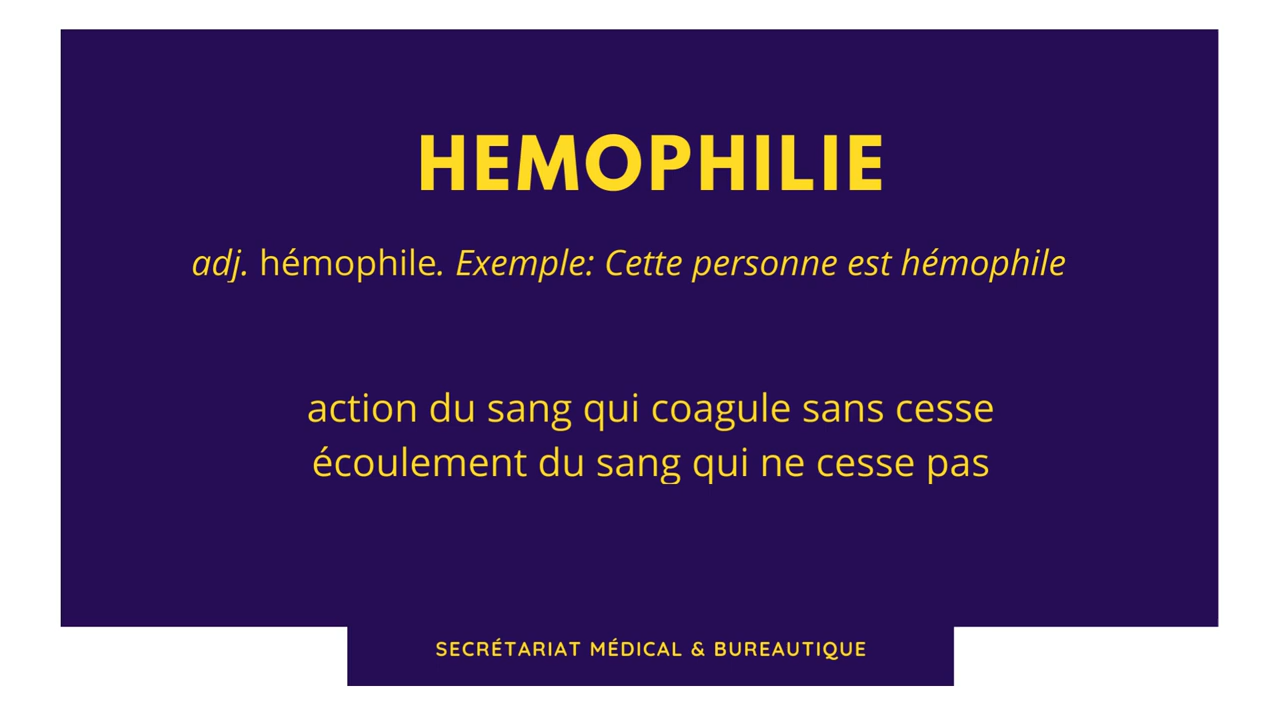 HEMOPHILIE
adj. hémophile. Exemple: Cette personne est hémophile
action du sang qui coagule sans cesse
écoulement du sang qui ne cesse pas
SECRÉTARIAT MÉDICAL & BUREAUTIQUE